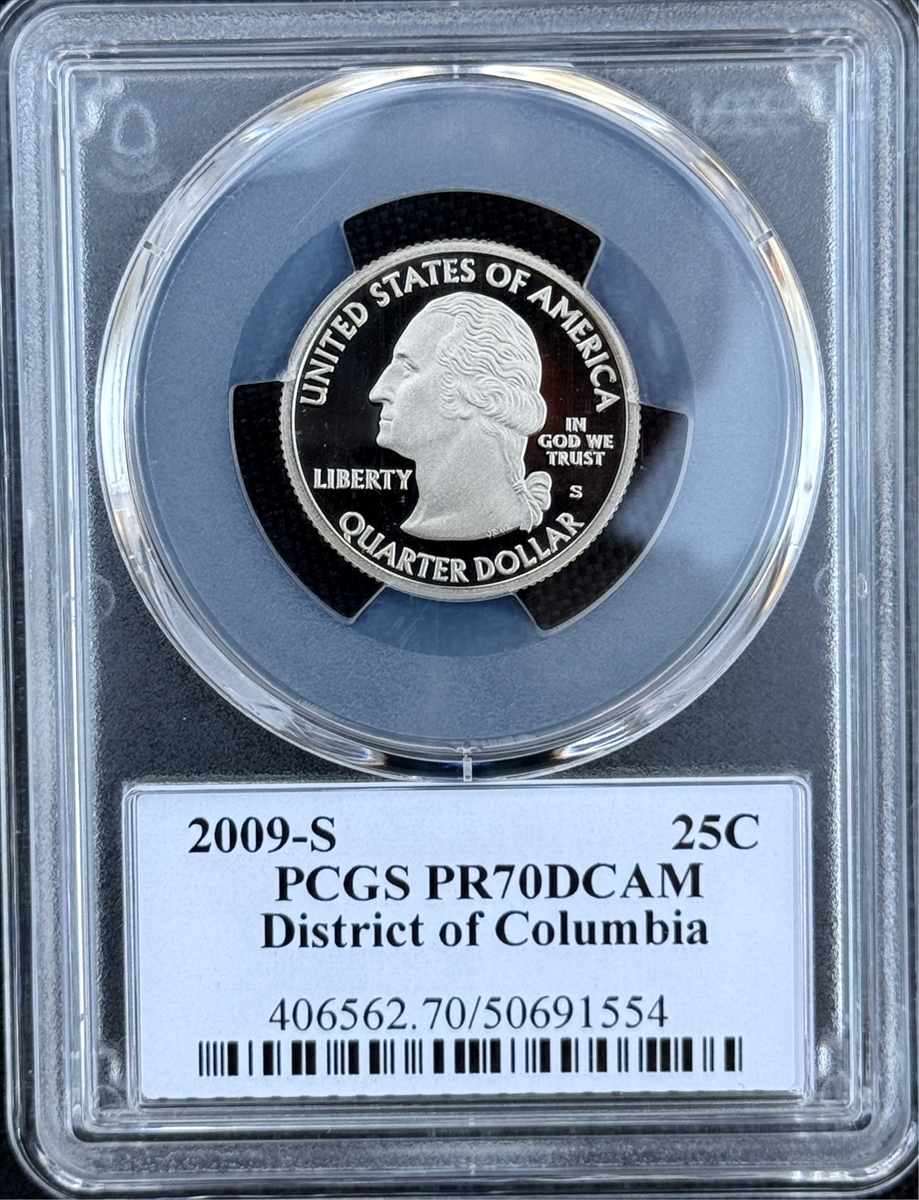 UNITED STATES OF AMERICA
IN
GOD WE
TRUST
LIBERTY
S
QUARTER DOLLAR
2009-S 25C
PCGS PR70DCAM
District of Columbia
406562.70/50691554